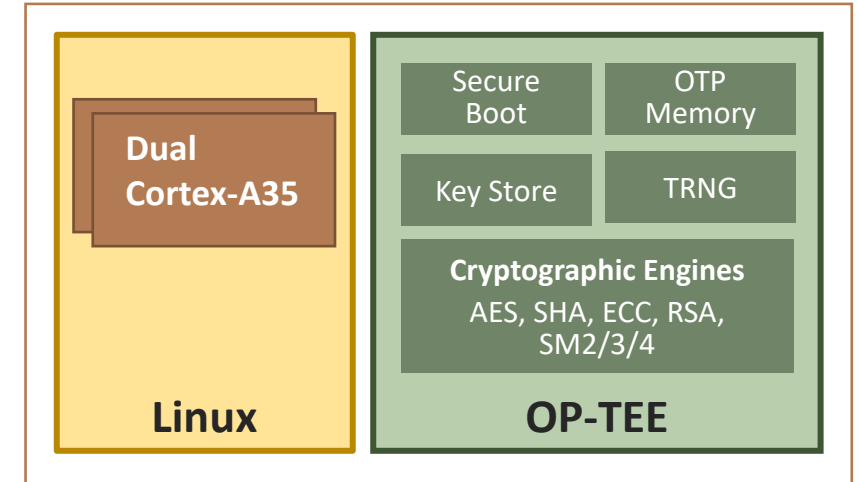 Dual
Cortex-A35
Linux
Secure
Boot
OTP
Memory
Key Store
TRNG
Cryptographic Engines
AES, SHA, ECC, RSA,
SM2/3/4
OP-TEE